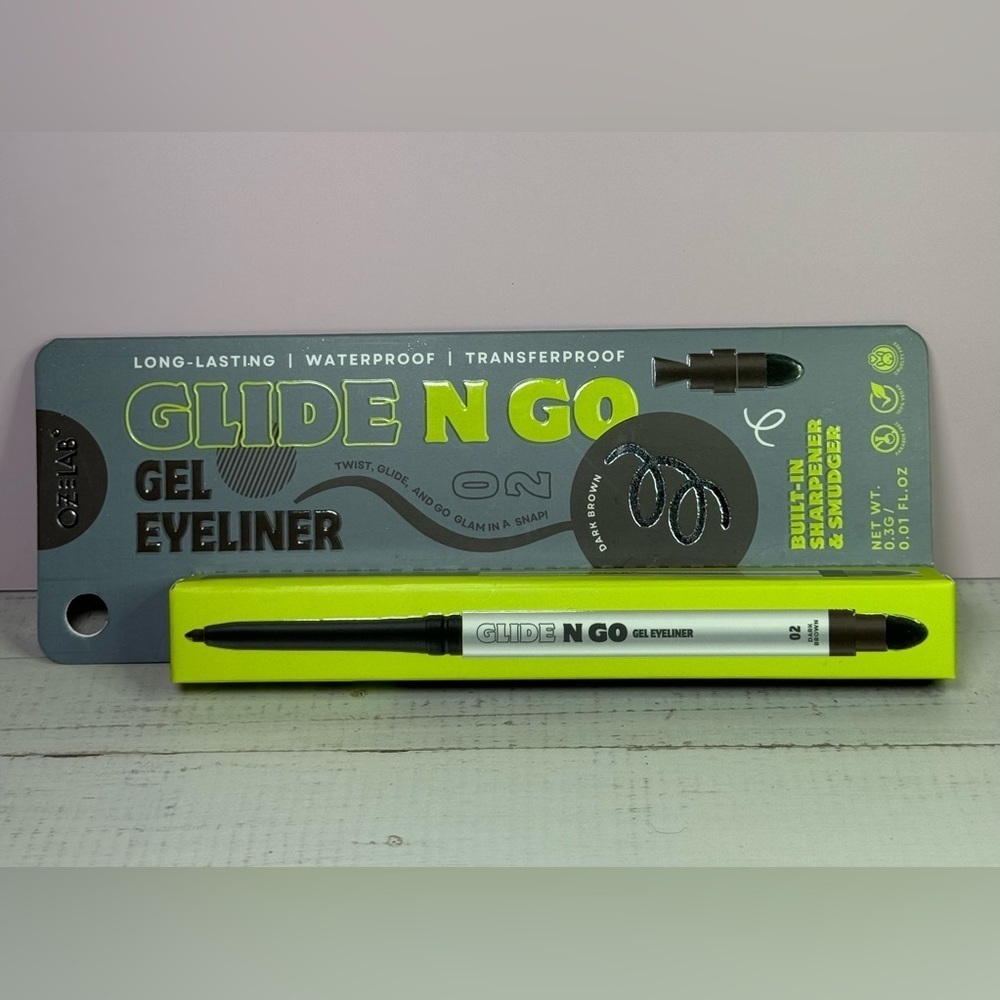 LONG-LASTING | WATERPROOF | TRANSFERPROOF
GLIDE N GO
OZELAB
GEL
EYELINER
TWIST, GLIDE, AND GO GLAM IN A SNAP!
02
DARK BROWN
BUILT-IN
SHARPENER
& SMUDGER
NET WT.
0.3G /
0.01 FL.OZ
GLIDE N GO GEL EYELINER
02
DARK
BROWN